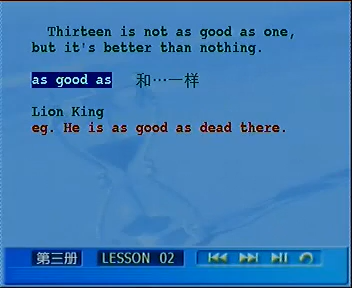 Thirteen is not as good as one,
but it's better than nothing.
as good as 和…一样
Lion King
eg. He is as good as dead there.
第三册 LESSON 02